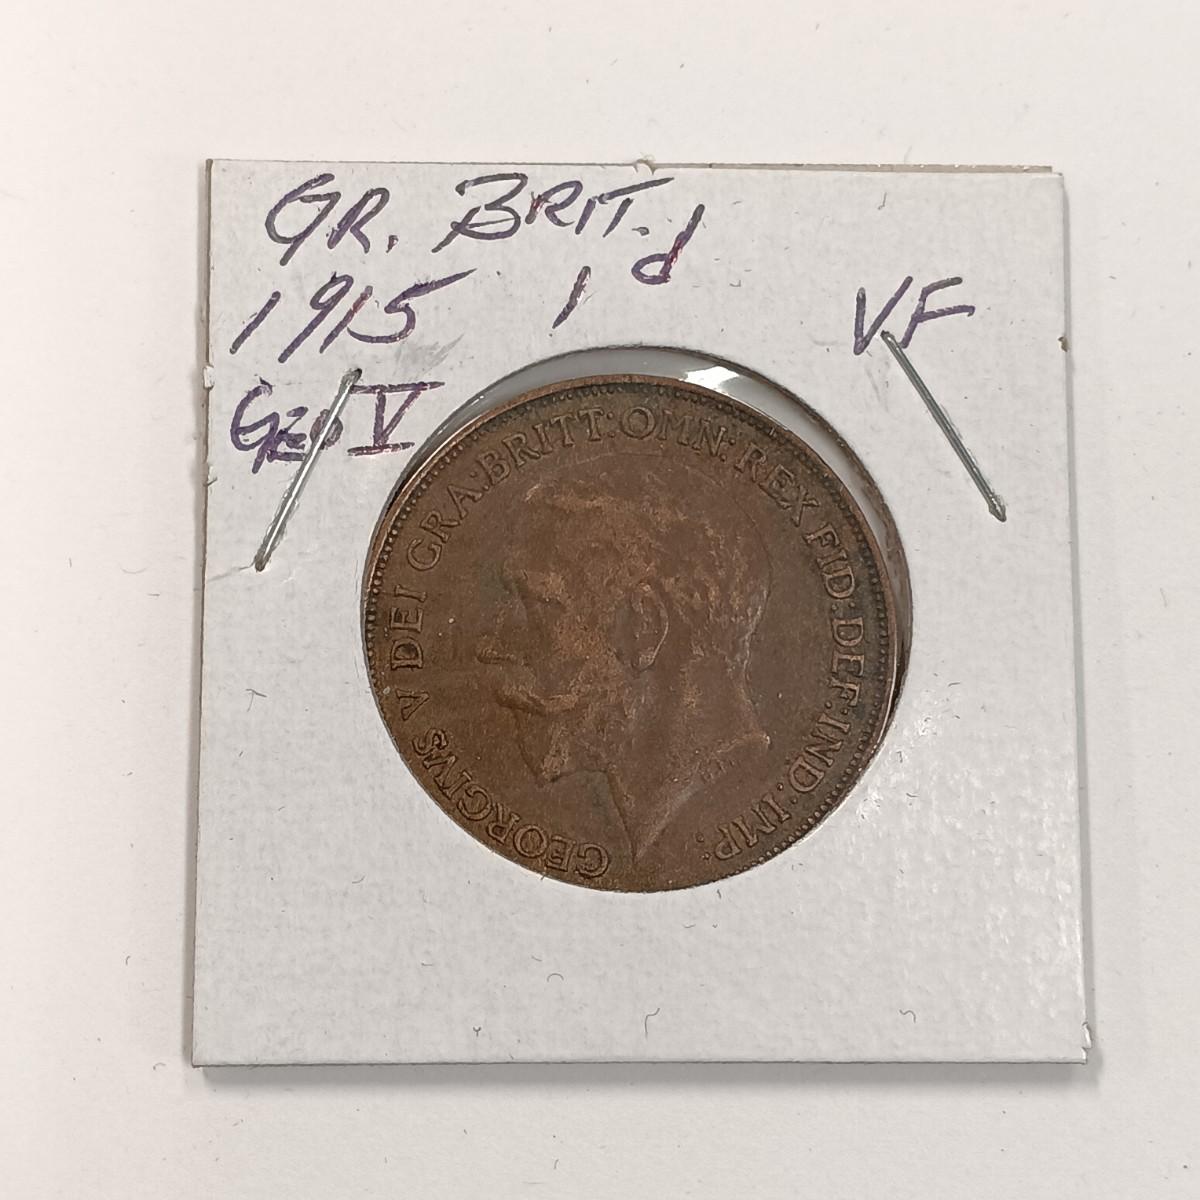 GR. BRIT.
1915 1d
VF
GEO V
GEORGIVS V DEI GRA:BRITT:OMN:REX FID:DEF:IND:IMP: